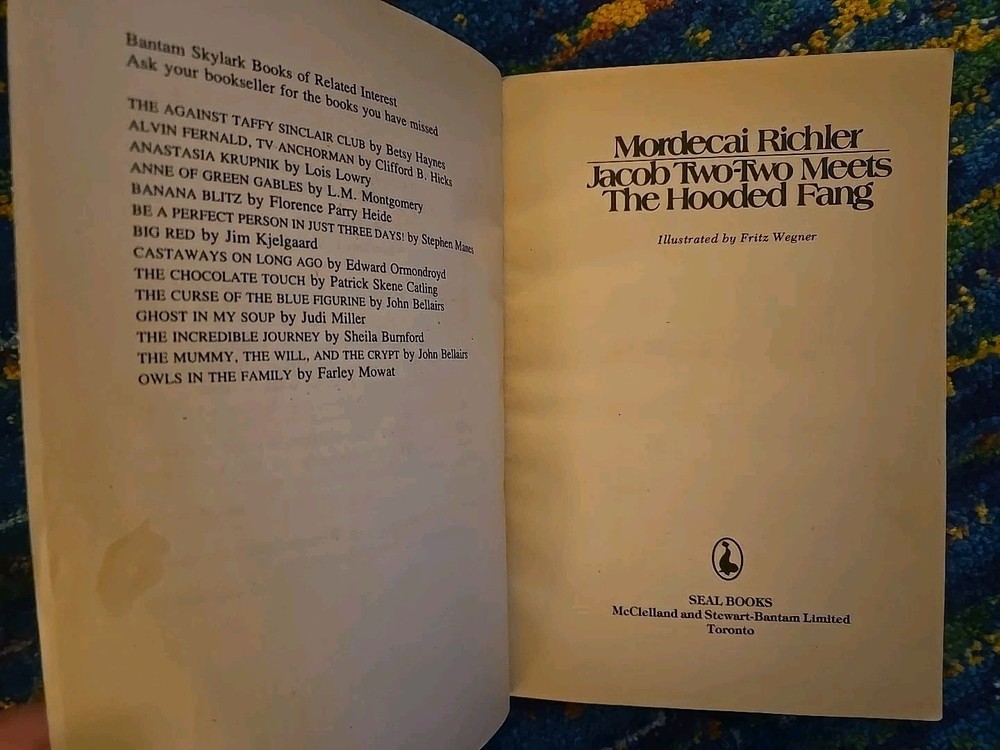 Bantam Skylark Books of Related Interest
Ask your bookseller for the books you have missed
THE AGAINST TAFFY SINCLAIR CLUB by Betsy Haynes
ALVIN FERNALD, TV ANCHORMAN by Clifford B. Hicks
ANASTASIA KRUPNIK by Lois Lowry
ANNE OF GREEN GABLES by L.M. Montgomery
BANANA BLITZ by Florence Parry Heide
BE A PERFECT PERSON IN JUST THREE DAYS! by Stephen Manes
BIG RED by Jim Kjelgaard
CASTAWAYS ON LONG AGO by Edward Ormondroyd
THE CHOCOLATE TOUCH by Patrick Skene Catling
THE CURSE OF THE BLUE FIGURINE by John Bellairs
GHOST IN MY SOUP by Judi Miller
THE INCREDIBLE JOURNEY by Sheila Burnford
THE MUMMY, THE WILL, AND THE CRYPT by John Bellairs
OWLS IN THE FAMILY by Farley Mowat
Mordecai Richler
Jacob Two-Two Meets
The Hooded Fang
Illustrated by Fritz Wegner
SEAL BOOKS
McClelland and Stewart-Bantam Limited
Toronto